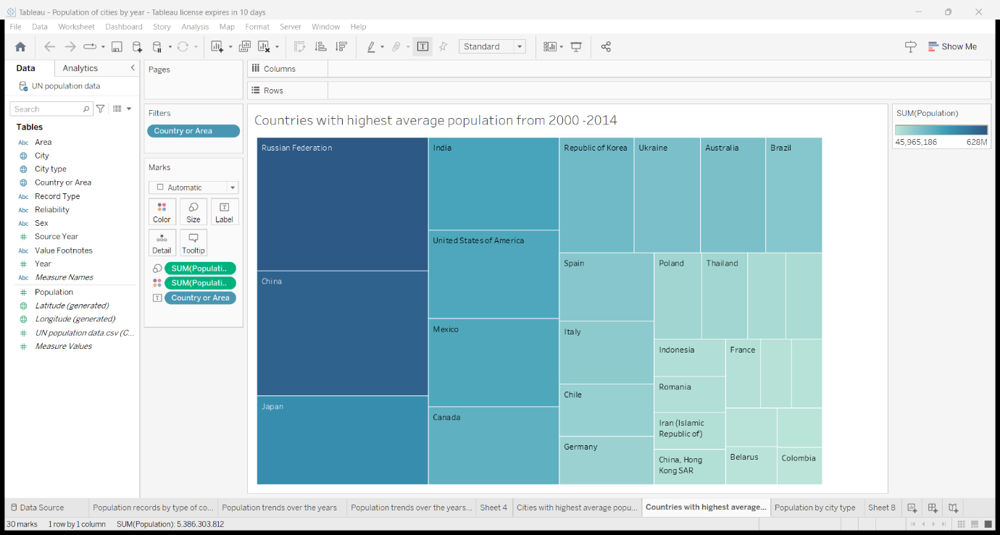 Tableau - Population of cities by year - Tableau license expires in 10 days
File Data Worksheet Dashboard Story Analysis Map Format Server Window Help
Standard
Show Me
Data Analytics
UN population data
Search
Tables
Abc Area
City
City type
Country or Area
Abc Record Type
Abc Reliability
Abc Sex
# Source Year
Abc Value Footnotes
# Year
Abc Measure Names
# Population
Latitude (generated)
Longitude (generated)
# UN population data.csv (C...
# Measure Values
Pages
Filters
Country or Area
Marks
Automatic
Color Size Label
Detail Tooltip
SUM(Populati..
SUM(Populati..
Country or Area
Columns
Rows
Countries with highest average population from 2000 -2014
Russian Federation
China
Japan
India
United States of America
Mexico
Canada
Republic of Korea
Ukraine
Australia
Brazil
Spain
Italy
Chile
Germany
Poland
Thailand
Indonesia
Romania
Iran (Islamic
Republic of)
China, Hong
Kong SAR
France
Belarus
Colombia
SUM(Population)
45,965,186 628M
Data Source
Population records by type of co...
Population trends over the years
Population trends over the years...
Sheet 4
Cities with highest average popu...
Countries with highest average...
Population by city type
Sheet 8
30 marks 1 row by 1 column SUM(Population): 5,386,303,812